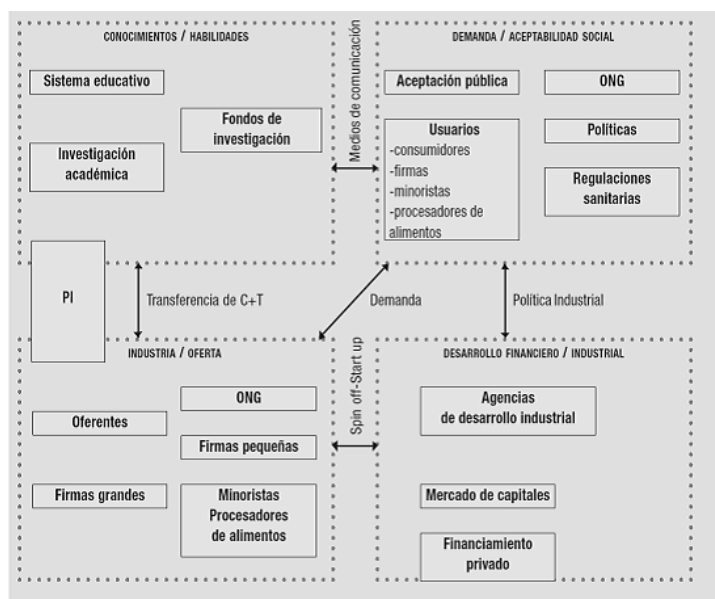 CONOCIMIENTOS / HABILIDADES
Sistema educativo
Fondos de
investigación
Investigación
académica
Medios de comunicación
DEMANDA / ACEPTABILIDAD SOCIAL
Aceptación pública
ONG
Usuarios
-consumidores
-firmas
-minoristas
-procesadores de
alimentos
Políticas
Regulaciones
sanitarias
PI
Transferencia de C+T
Demanda
Política Industrial
INDUSTRIA / OFERTA
ONG
Oferentes
Firmas pequeñas
Firmas grandes
Minoristas
Procesadores
de alimentos
Spin off-Start up
DESARROLLO FINANCIERO / INDUSTRIAL
Agencias
de desarrollo industrial
Mercado de capitales
Financiamiento
privado